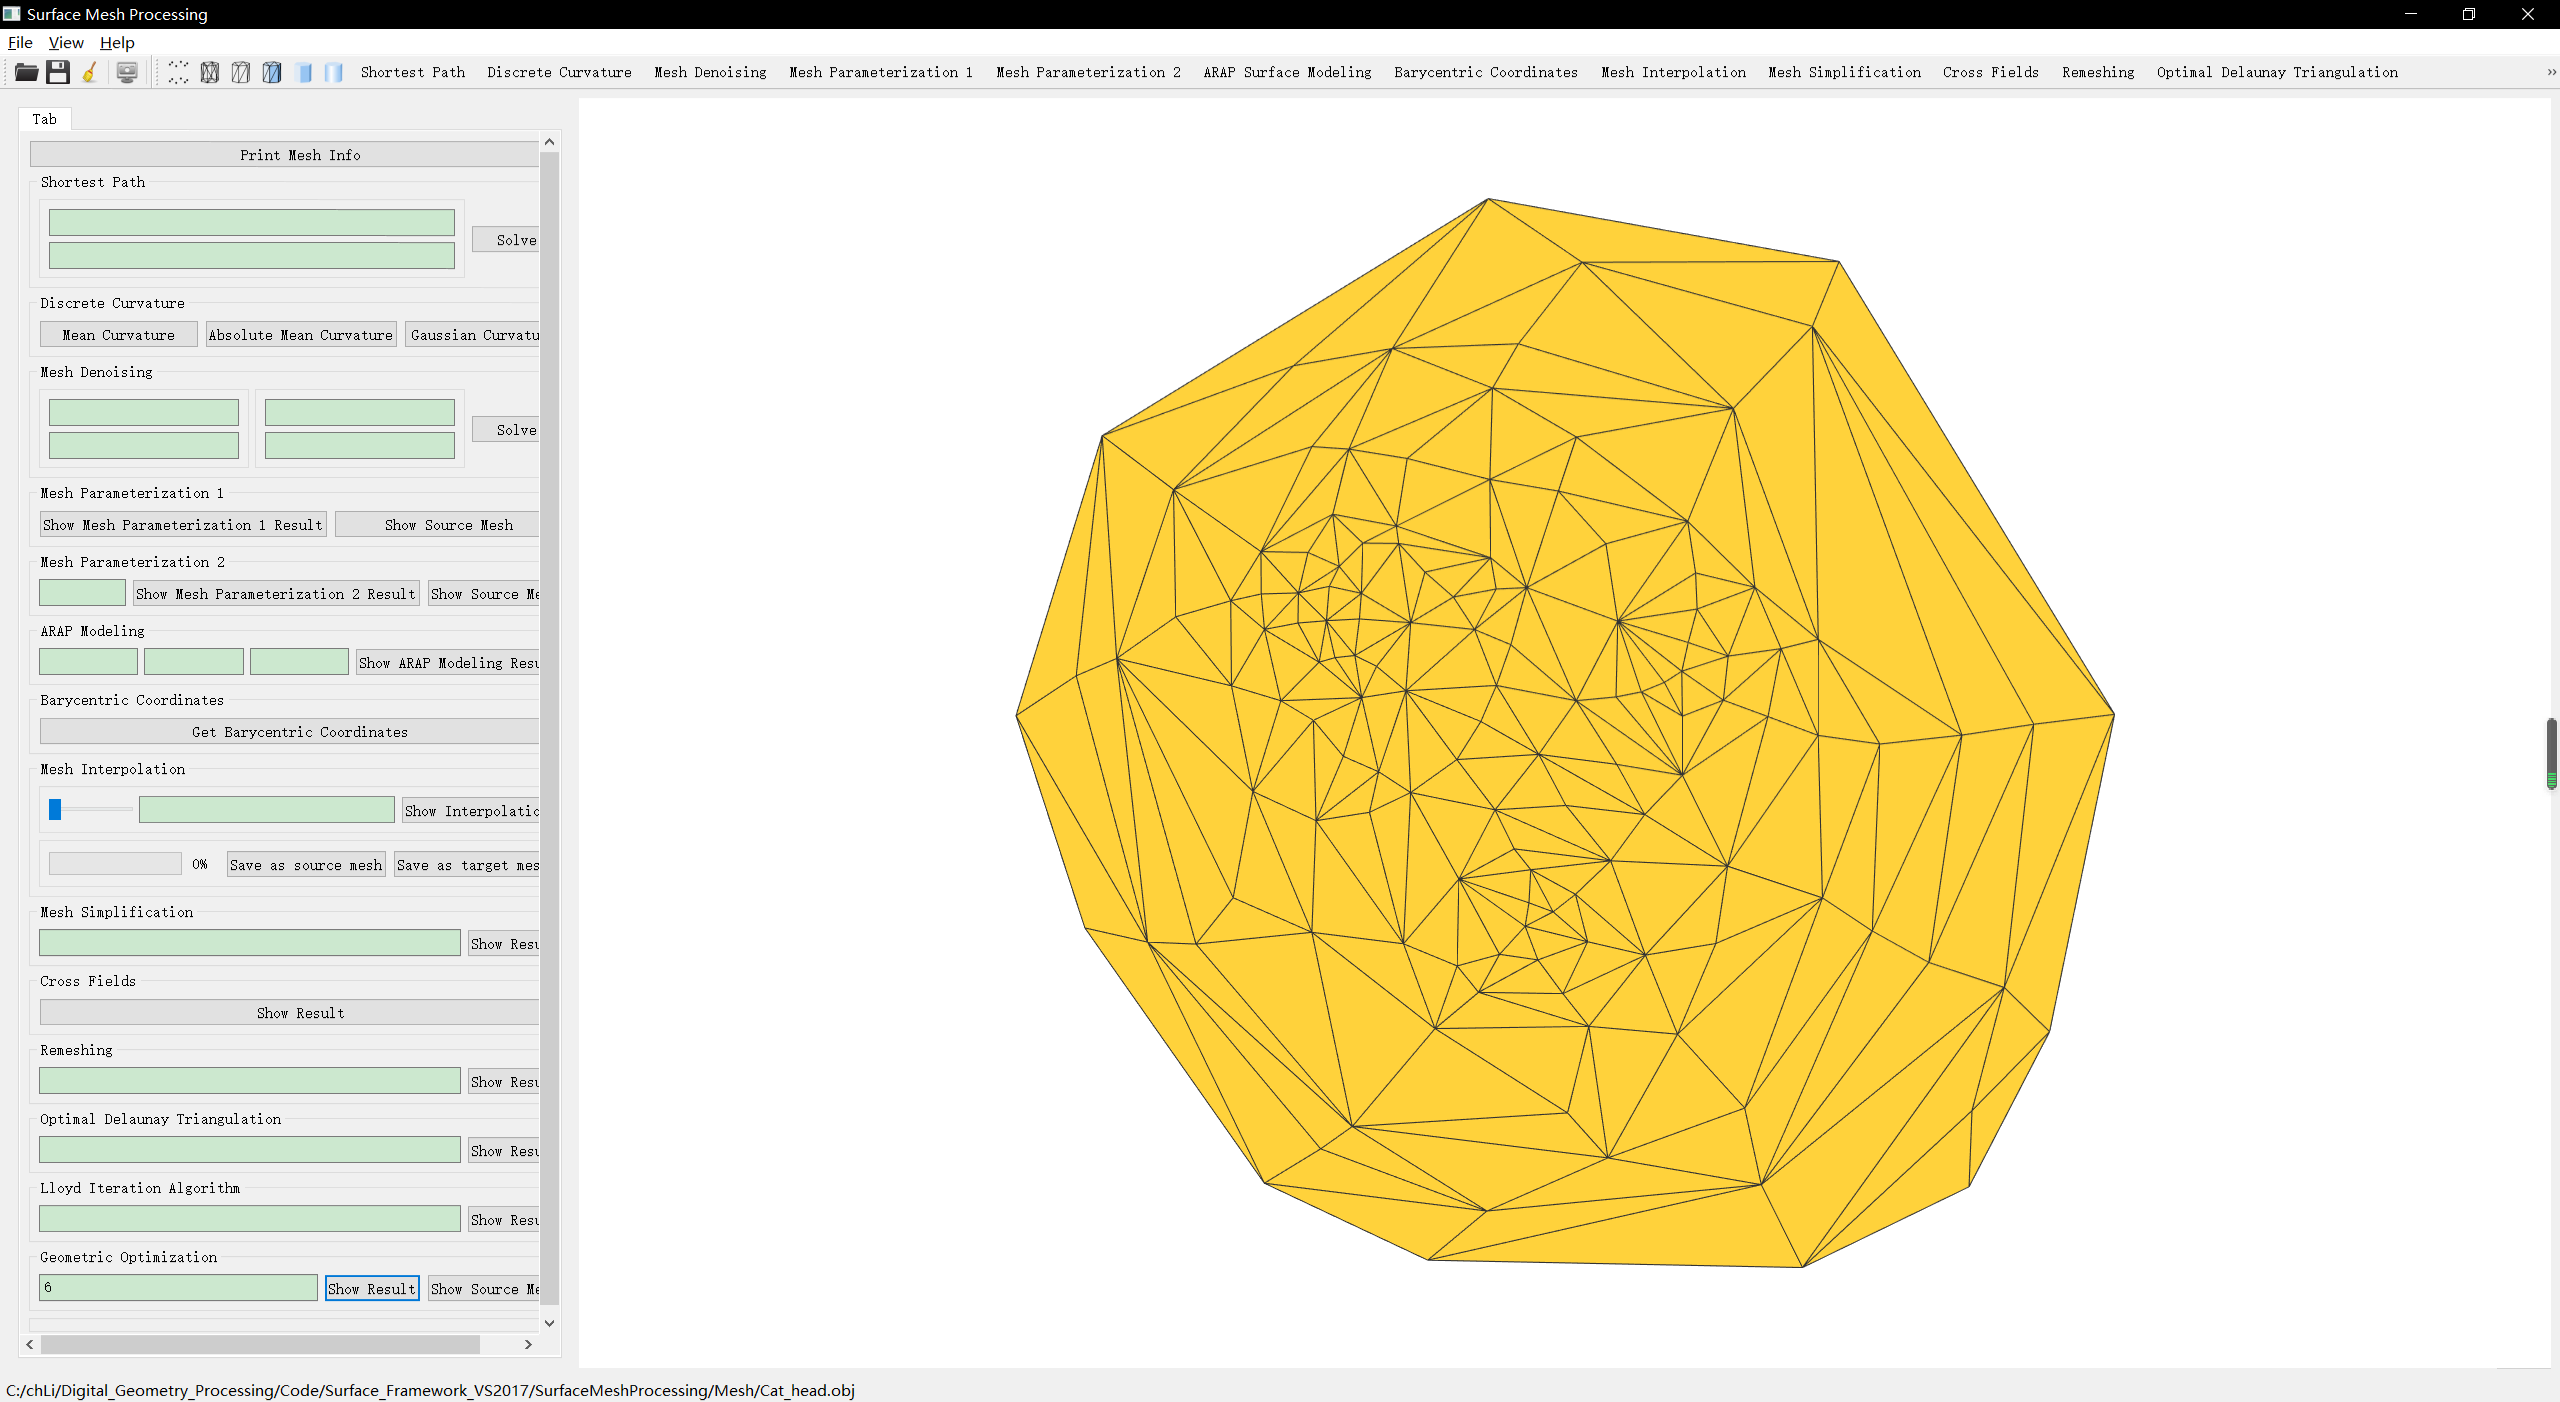 Surface Mesh Processing
File View Help
Shortest Path Discrete Curvature Mesh Denoising Mesh Parameterization 1 Mesh Parameterization 2 ARAP Surface Modeling Barycentric Coordinates Mesh Interpolation Mesh Simplification Cross Fields Remeshing Optimal Delaunay Triangulation »
Tab
Print Mesh Info
Shortest Path
Solve
Discrete Curvature
Mean Curvature Absolute Mean Curvature Gaussian Curvatu
Mesh Denoising
Solve
Mesh Parameterization 1
Show Mesh Parameterization 1 Result Show Source Mesh
Mesh Parameterization 2
Show Mesh Parameterization 2 Result Show Source Me
ARAP Modeling
Show ARAP Modeling Resu
Barycentric Coordinates
Get Barycentric Coordinates
Mesh Interpolation
Show Interpolatio
0% Save as source mesh Save as target mes
Mesh Simplification
Show Resu
Cross Fields
Show Result
Remeshing
Show Resu
Optimal Delaunay Triangulation
Show Resu
Lloyd Iteration Algorithm
Show Resu
Geometric Optimization
6 Show Result Show Source Me
C:/chLi/Digital_Geometry_Processing/Code/Surface_Framework_VS2017/SurfaceMeshProcessing/Mesh/Cat_head.obj